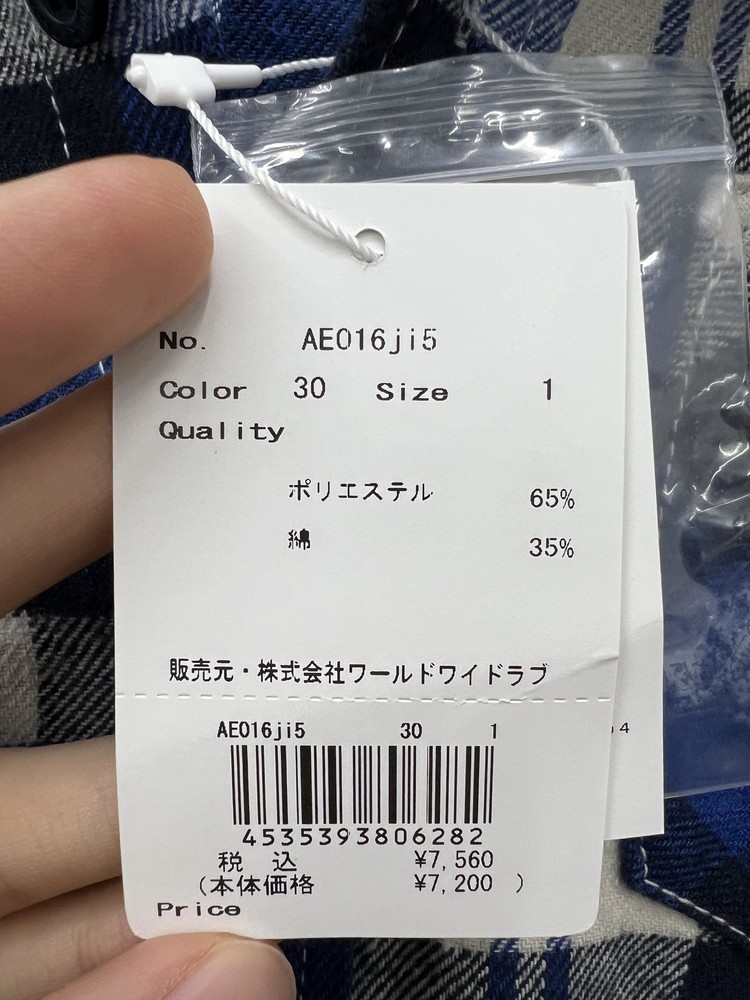 No. AE016ji5
Color 30 Size 1
Quality
ポリエステル 65%
綿 35%
販売元・株式会社ワールドワイドラブ
AE016ji5 30 1
4535393806282
税 込 ¥7,560
(本体価格 ¥7,200 )
Price
4